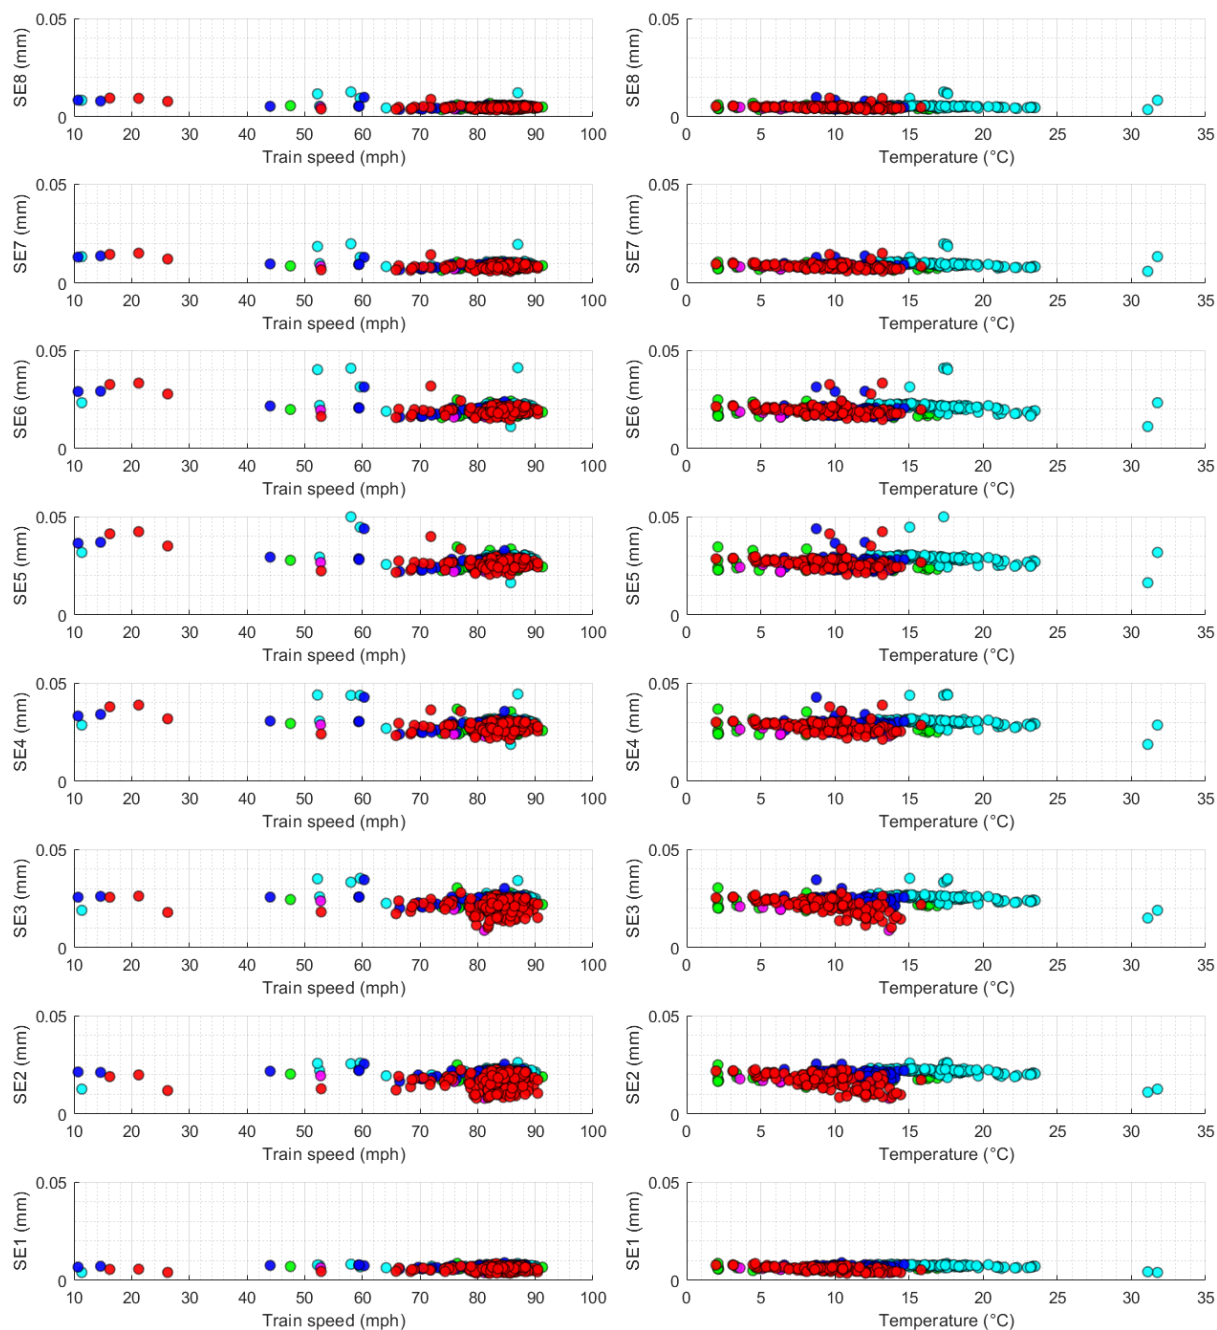 0.05 0.05
SE8 (mm) SE8 (mm)
0 0
10 20 30 40 50 60 70 80 90 100 0 5 10 15 20 25 30 35
Train speed (mph) Temperature (°C)
0.05 0.05
SE7 (mm) SE7 (mm)
0 0
10 20 30 40 50 60 70 80 90 100 0 5 10 15 20 25 30 35
Train speed (mph) Temperature (°C)
0.05 0.05
SE6 (mm) SE6 (mm)
0 0
10 20 30 40 50 60 70 80 90 100 0 5 10 15 20 25 30 35
Train speed (mph) Temperature (°C)
0.05 0.05
SE5 (mm) SE5 (mm)
0 0
10 20 30 40 50 60 70 80 90 100 0 5 10 15 20 25 30 35
Train speed (mph) Temperature (°C)
0.05 0.05
SE4 (mm) SE4 (mm)
0 0
10 20 30 40 50 60 70 80 90 100 0 5 10 15 20 25 30 35
Train speed (mph) Temperature (°C)
0.05 0.05
SE3 (mm) SE3 (mm)
0 0
10 20 30 40 50 60 70 80 90 100 0 5 10 15 20 25 30 35
Train speed (mph) Temperature (°C)
0.05 0.05
SE2 (mm) SE2 (mm)
0 0
10 20 30 40 50 60 70 80 90 100 0 5 10 15 20 25 30 35
Train speed (mph) Temperature (°C)
0.05 0.05
SE1 (mm) SE1 (mm)
0 0
10 20 30 40 50 60 70 80 90 100 0 5 10 15 20 25 30 35
Train speed (mph) Temperature (°C)